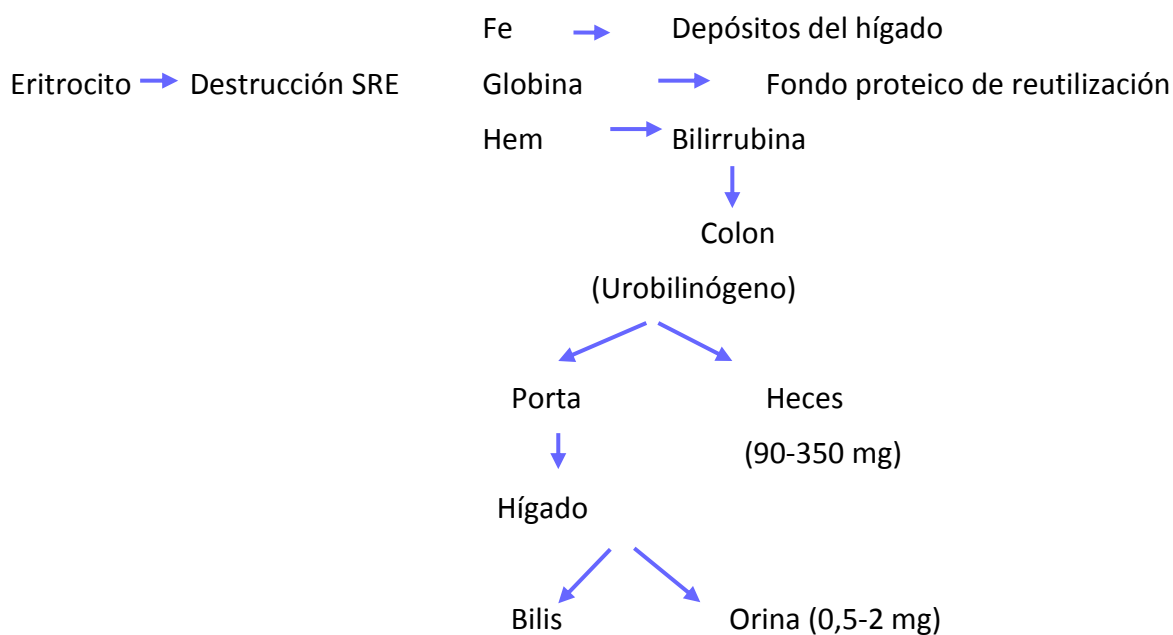 Fe Depósitos del hígado
Eritrocito Destrucción SRE Globina Fondo proteico de reutilización
Hem Bilirrubina
Colon
(Urobilinógeno)
Porta Heces
(90-350 mg)
Hígado
Bilis Orina (0,5-2 mg)